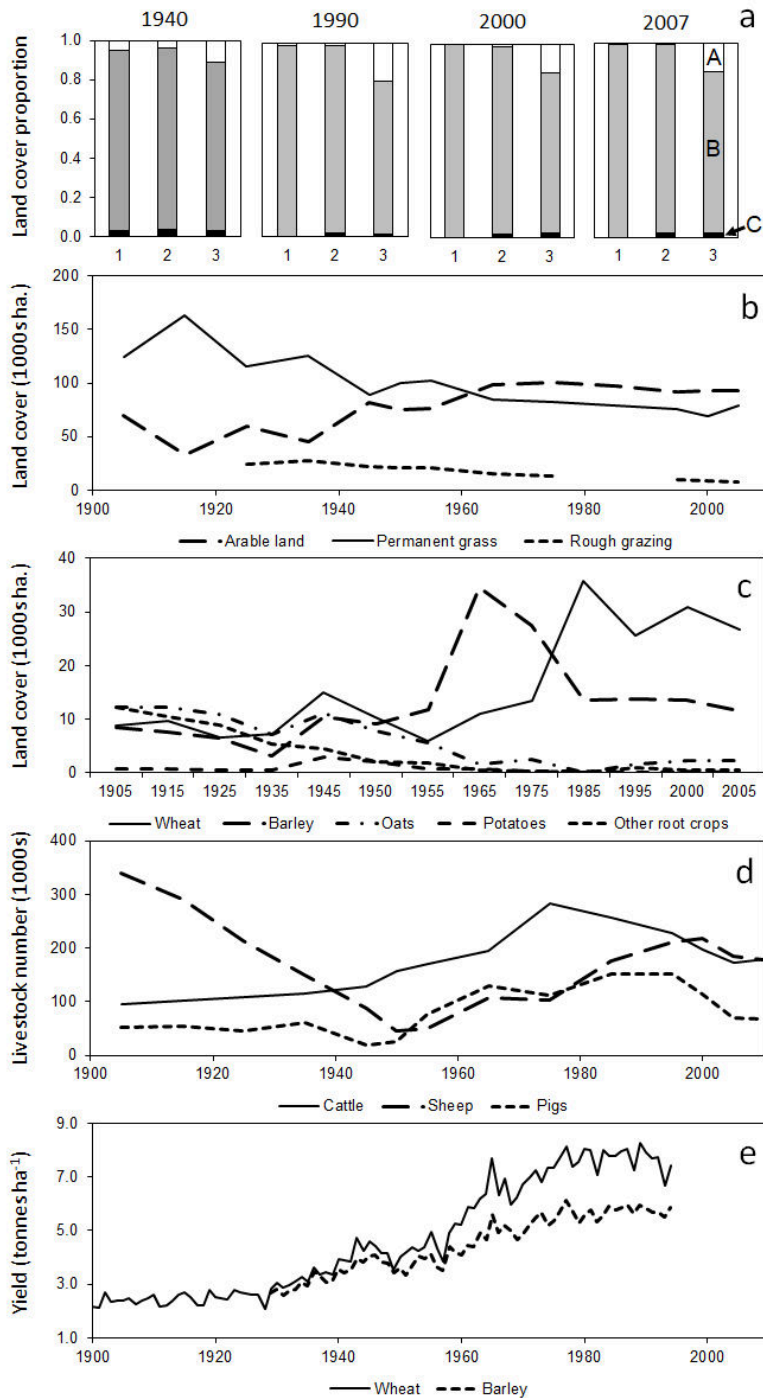 1940 1990 2000 2007 a
Land cover proportion
1.0
0.8
0.6
0.4
0.2
0.0
A
B
C
1 2 3 1 2 3 1 2 3 1 2 3
b
Land cover (1000s ha.)
200
150
100
50
0
1900 1920 1940 1960 1980 2000
Arable land Permanent grass Rough grazing
c
Land cover (1000s ha.)
40
30
20
10
0
1905 1915 1925 1935 1945 1950 1955 1965 1975 1985 1995 2000 2005
Wheat Barley Oats Potatoes Other root crops
d
Livestock number (1000s)
400
300
200
100
0
1900 1920 1940 1960 1980 2000
Cattle Sheep Pigs
e
Yield (tonnes ha⁻¹)
9.0
7.0
5.0
3.0
1.0
1900 1920 1940 1960 1980 2000
Wheat Barley